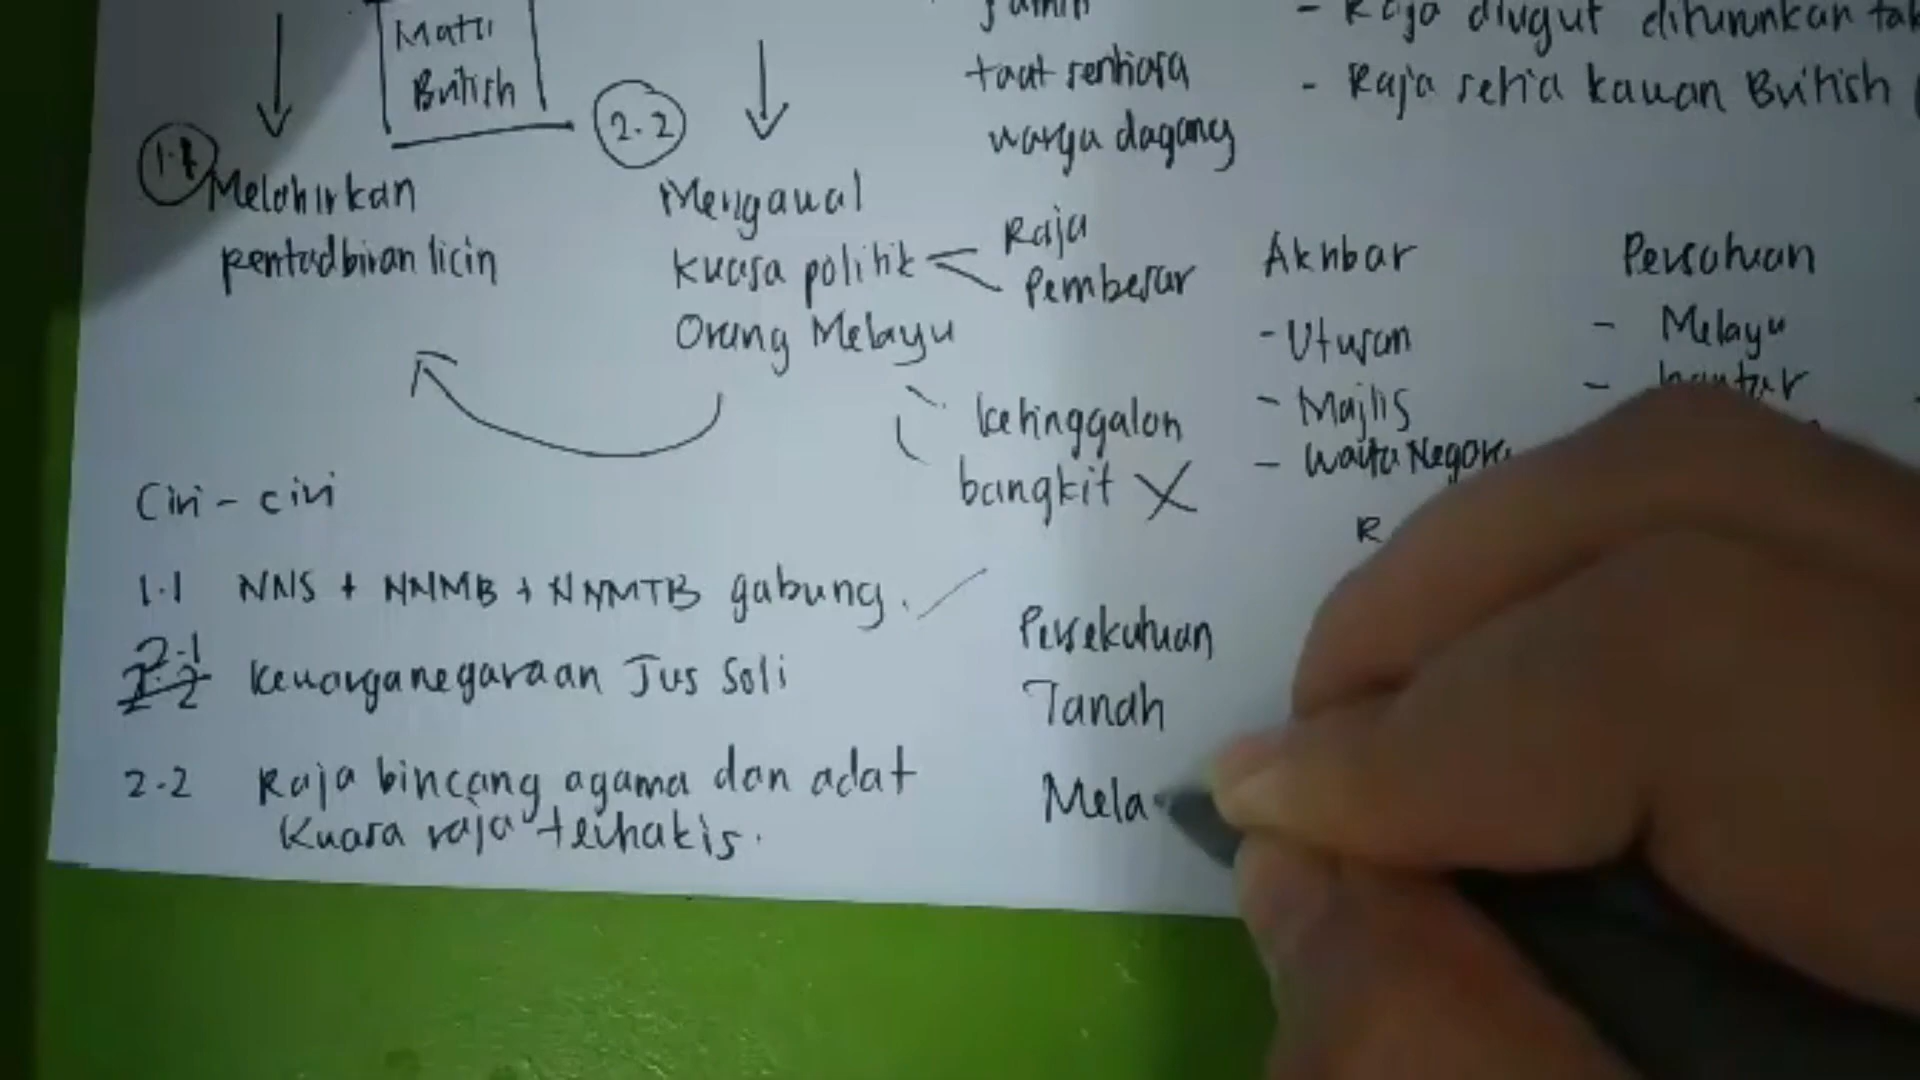 British
1.1
Melahirkan
pentadbiran licin
2.2
Mengawal
kuasa politik
Orang Melayu
Raja
Pembesar
ketinggalan
bangkit X
taat sentiasa
warga dagang
- Raja diugut diturunkan
- Raja setia kawan British
Akhbar
- Utusan
- Majlis
- Warta Negara
R
Persatuan
- Melayu
-
Ciri - ciri
1.1 NNS + NNMB + NNMTB gabung.
2.1
2.2 Kewarganegaraan Jus Soli
2.2 Raja bincang agama dan adat
Kuasa raja terhakis.
Persekutuan
Tanah
Mela